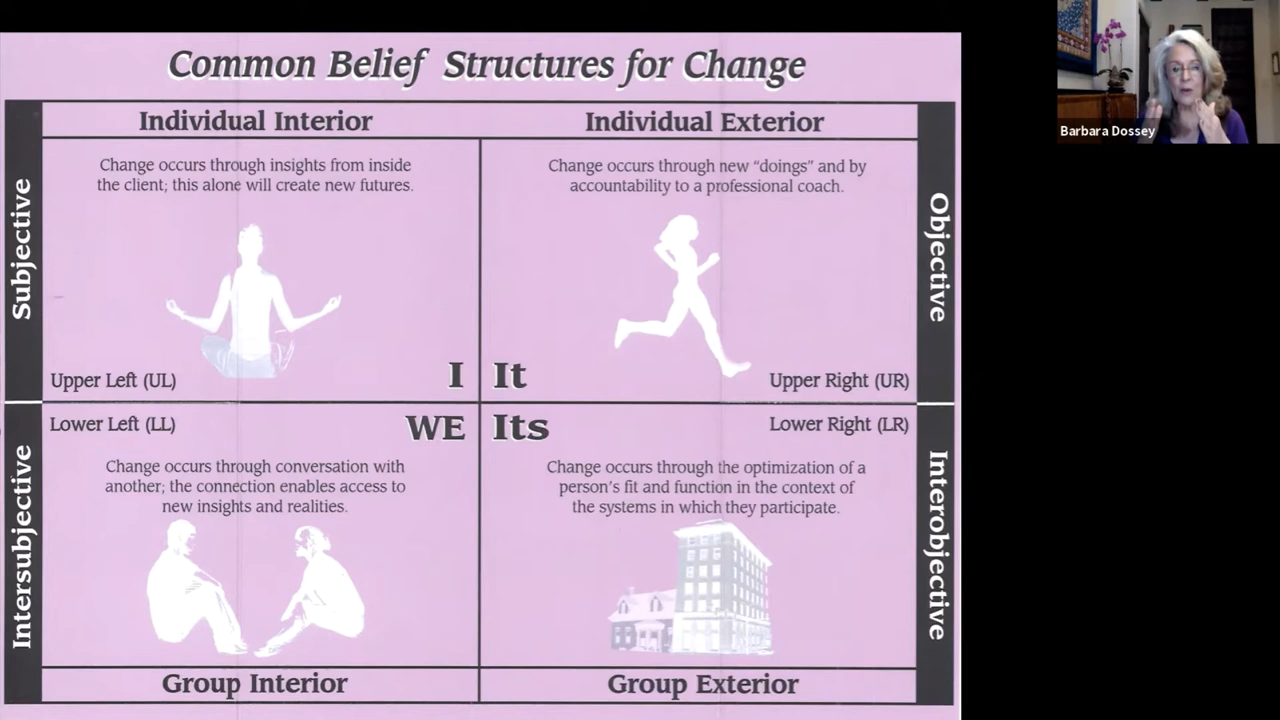 Common Belief Structures for Change
Individual Interior
Individual Exterior
Subjective
Change occurs through insights from inside
the client; this alone will create new futures.
Upper Left (UL)
I
Change occurs through new “doings” and by
accountability to a professional coach.
It
Upper Right (UR)
Objective
Intersubjective
Lower Left (LL)
WE
Change occurs through conversation with
another; the connection enables access to
new insights and realities.
Its
Lower Right (LR)
Change occurs through the optimization of a
person’s fit and function in the context of
the systems in which they participate.
Interobjective
Group Interior
Group Exterior
Barbara Dossey